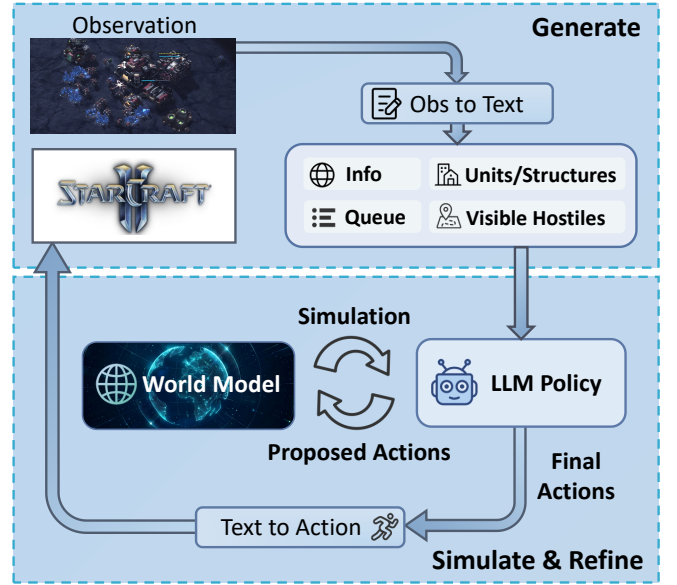 Observation
Generate
Obs to Text
STARCRAFT
II
Info
Units/Structures
Queue
Visible Hostiles
Simulation
World Model
LLM Policy
Proposed Actions
Final
Actions
Text to Action
Simulate & Refine